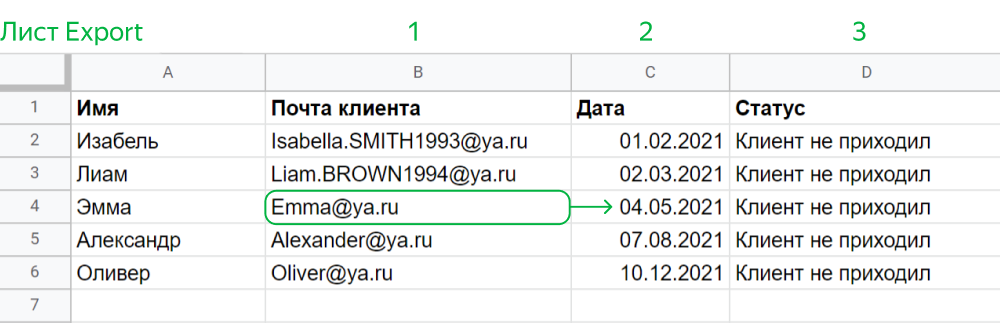 Лист Export 1 2 3
A B C D
1 Имя Почта клиента Дата Статус
2 Изабель Isabella.SMITH1993@ya.ru 01.02.2021 Клиент не приходил
3 Лиам Liam.BROWN1994@ya.ru 02.03.2021 Клиент не приходил
4 Эмма Emma@ya.ru 04.05.2021 Клиент не приходил
5 Александр Alexander@ya.ru 07.08.2021 Клиент не приходил
6 Оливер Oliver@ya.ru 10.12.2021 Клиент не приходил
7